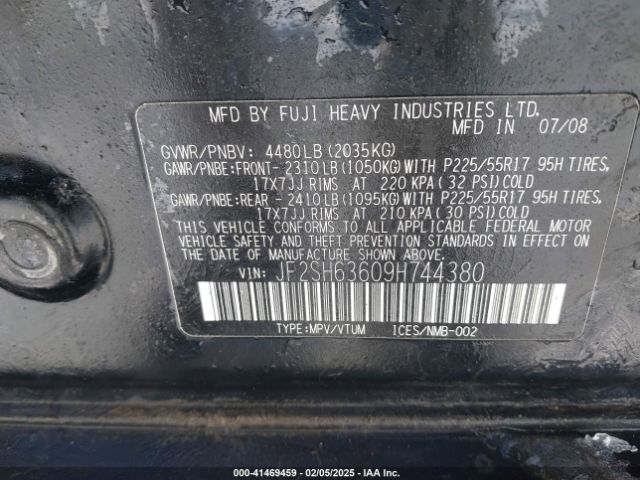 MFD BY FUJI HEAVY INDUSTRIES LTD.
MFD IN 07/08
GVWR/PNBV: 4480LB (2035KG)
GAWR/PNBE:FRONT- 2310LB (1050KG) WITH P225/55R17 95H TIRES,
17X7JJ RIMS AT 220 KPA (32 PSI) COLD
GAWR/PNBE:REAR - 2410LB (1095KG) WITH P225/55R17 95H TIRES,
17X7JJ RIMS AT 210 KPA (30 PSI) COLD
THIS VEHICLE CONFORMS TO ALL APPLICABLE FEDERAL MOTOR
VEHICLE SAFETY AND THEFT PREVENTION STANDARDS IN EFFECT ON
THE DATE OF MANUFACTURE SHOWN ABOVE.
VIN: JF2SH63609H744380
TYPE:MPV/VTUM ICES/NMB-002
000-41469459 - 02/05/2025 - IAA Inc.